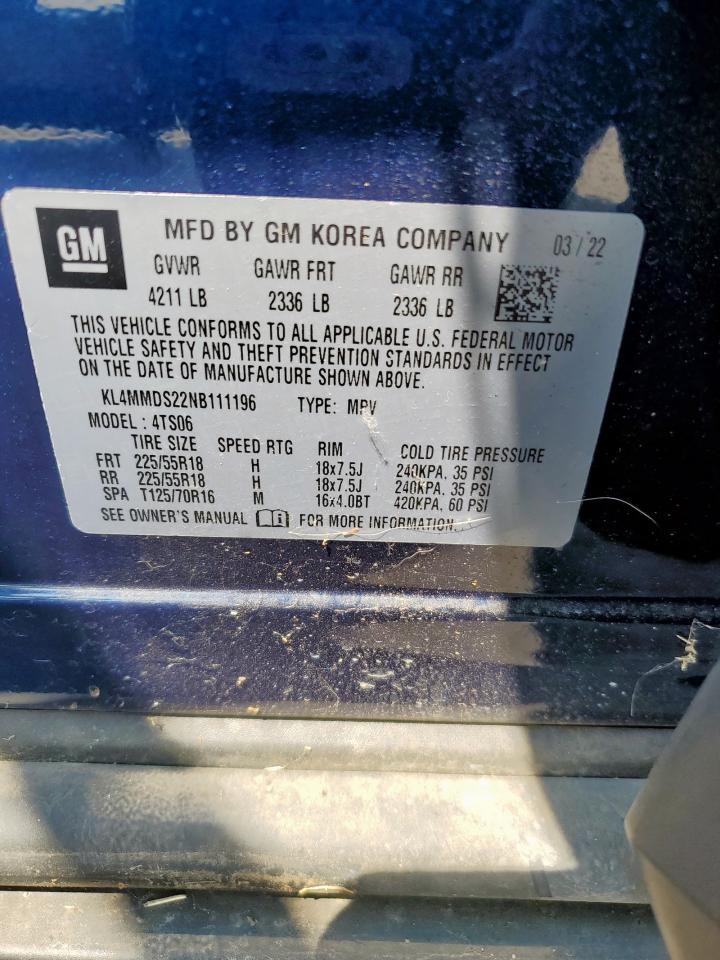 GM MFD BY GM KOREA COMPANY 03/22
GVWR GAWR FRT GAWR RR
4211 LB 2336 LB 2336 LB
THIS VEHICLE CONFORMS TO ALL APPLICABLE U.S. FEDERAL MOTOR
VEHICLE SAFETY AND THEFT PREVENTION STANDARDS IN EFFECT
ON THE DATE OF MANUFACTURE SHOWN ABOVE.
KL4MMDS22NB111196 TYPE: MPV
MODEL: 4TS06
TIRE SIZE SPEED RTG RIM COLD TIRE PRESSURE
FRT 225/55R18 H 18x7.5J 240KPA, 35 PSI
RR 225/55R18 H 18x7.5J 240KPA, 35 PSI
SPA T125/70R16 M 16x4.0BT 420KPA, 60 PSI
SEE OWNER'S MANUAL FOR MORE INFORMATION.